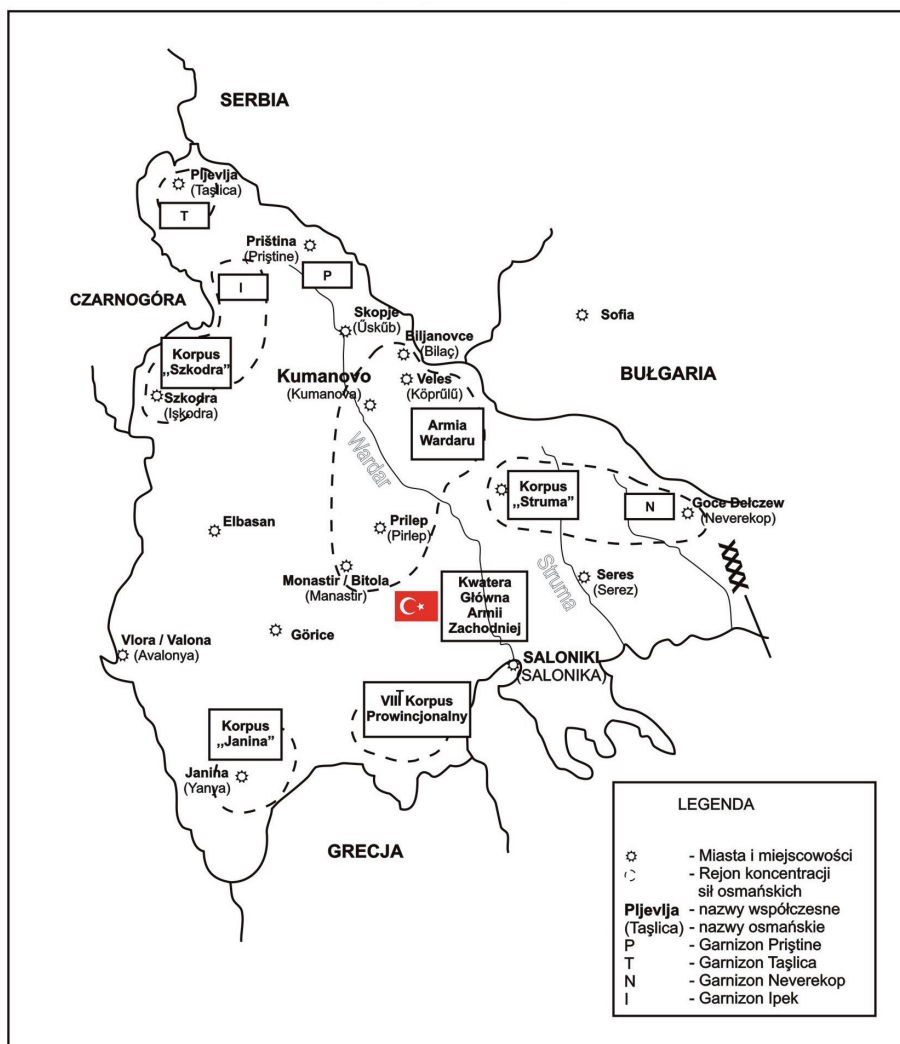 SERBIA
Pljevlja
(Taşlica)
T
Priština
(Priştine)
P
I
CZARNOGÓRA
Skopje
(Űskűb)
Sofia
Biljanovce
(Bilaç)
Korpus
,,Szkodra"
Kumanovo
(Kumanova)
Veles
(Köprűlű)
BUŁGARIA
Szkodra
(Işkodra)
Armia
Wardaru
Wardar
Korpus
,,Struma"
N
Goce Delczew
(Neverekop)
Elbasan
Prilep
(Pirlep)
XXX
Monastir / Bitola
(Manastir)
Kwatera
Główna
Armii
Zachodniej
Struma
Seres
(Serez)
Görice
Vlora / Valona
(Avalonya)
SALONIKI
(SALONIKA)
VIII Korpus
Prowincjonalny
Korpus
,,Janina"
Janina
(Yanya)
GRECJA
LEGENDA
- Miasta i miejscowości
- Rejon koncentracji
sił osmańskich
Pljevlja - nazwy współczesne
(Taşlica) - nazwy osmańskie
P - Garnizon Priştine
T - Garnizon Taşlica
N - Garnizon Neverekop
I - Garnizon Ipek